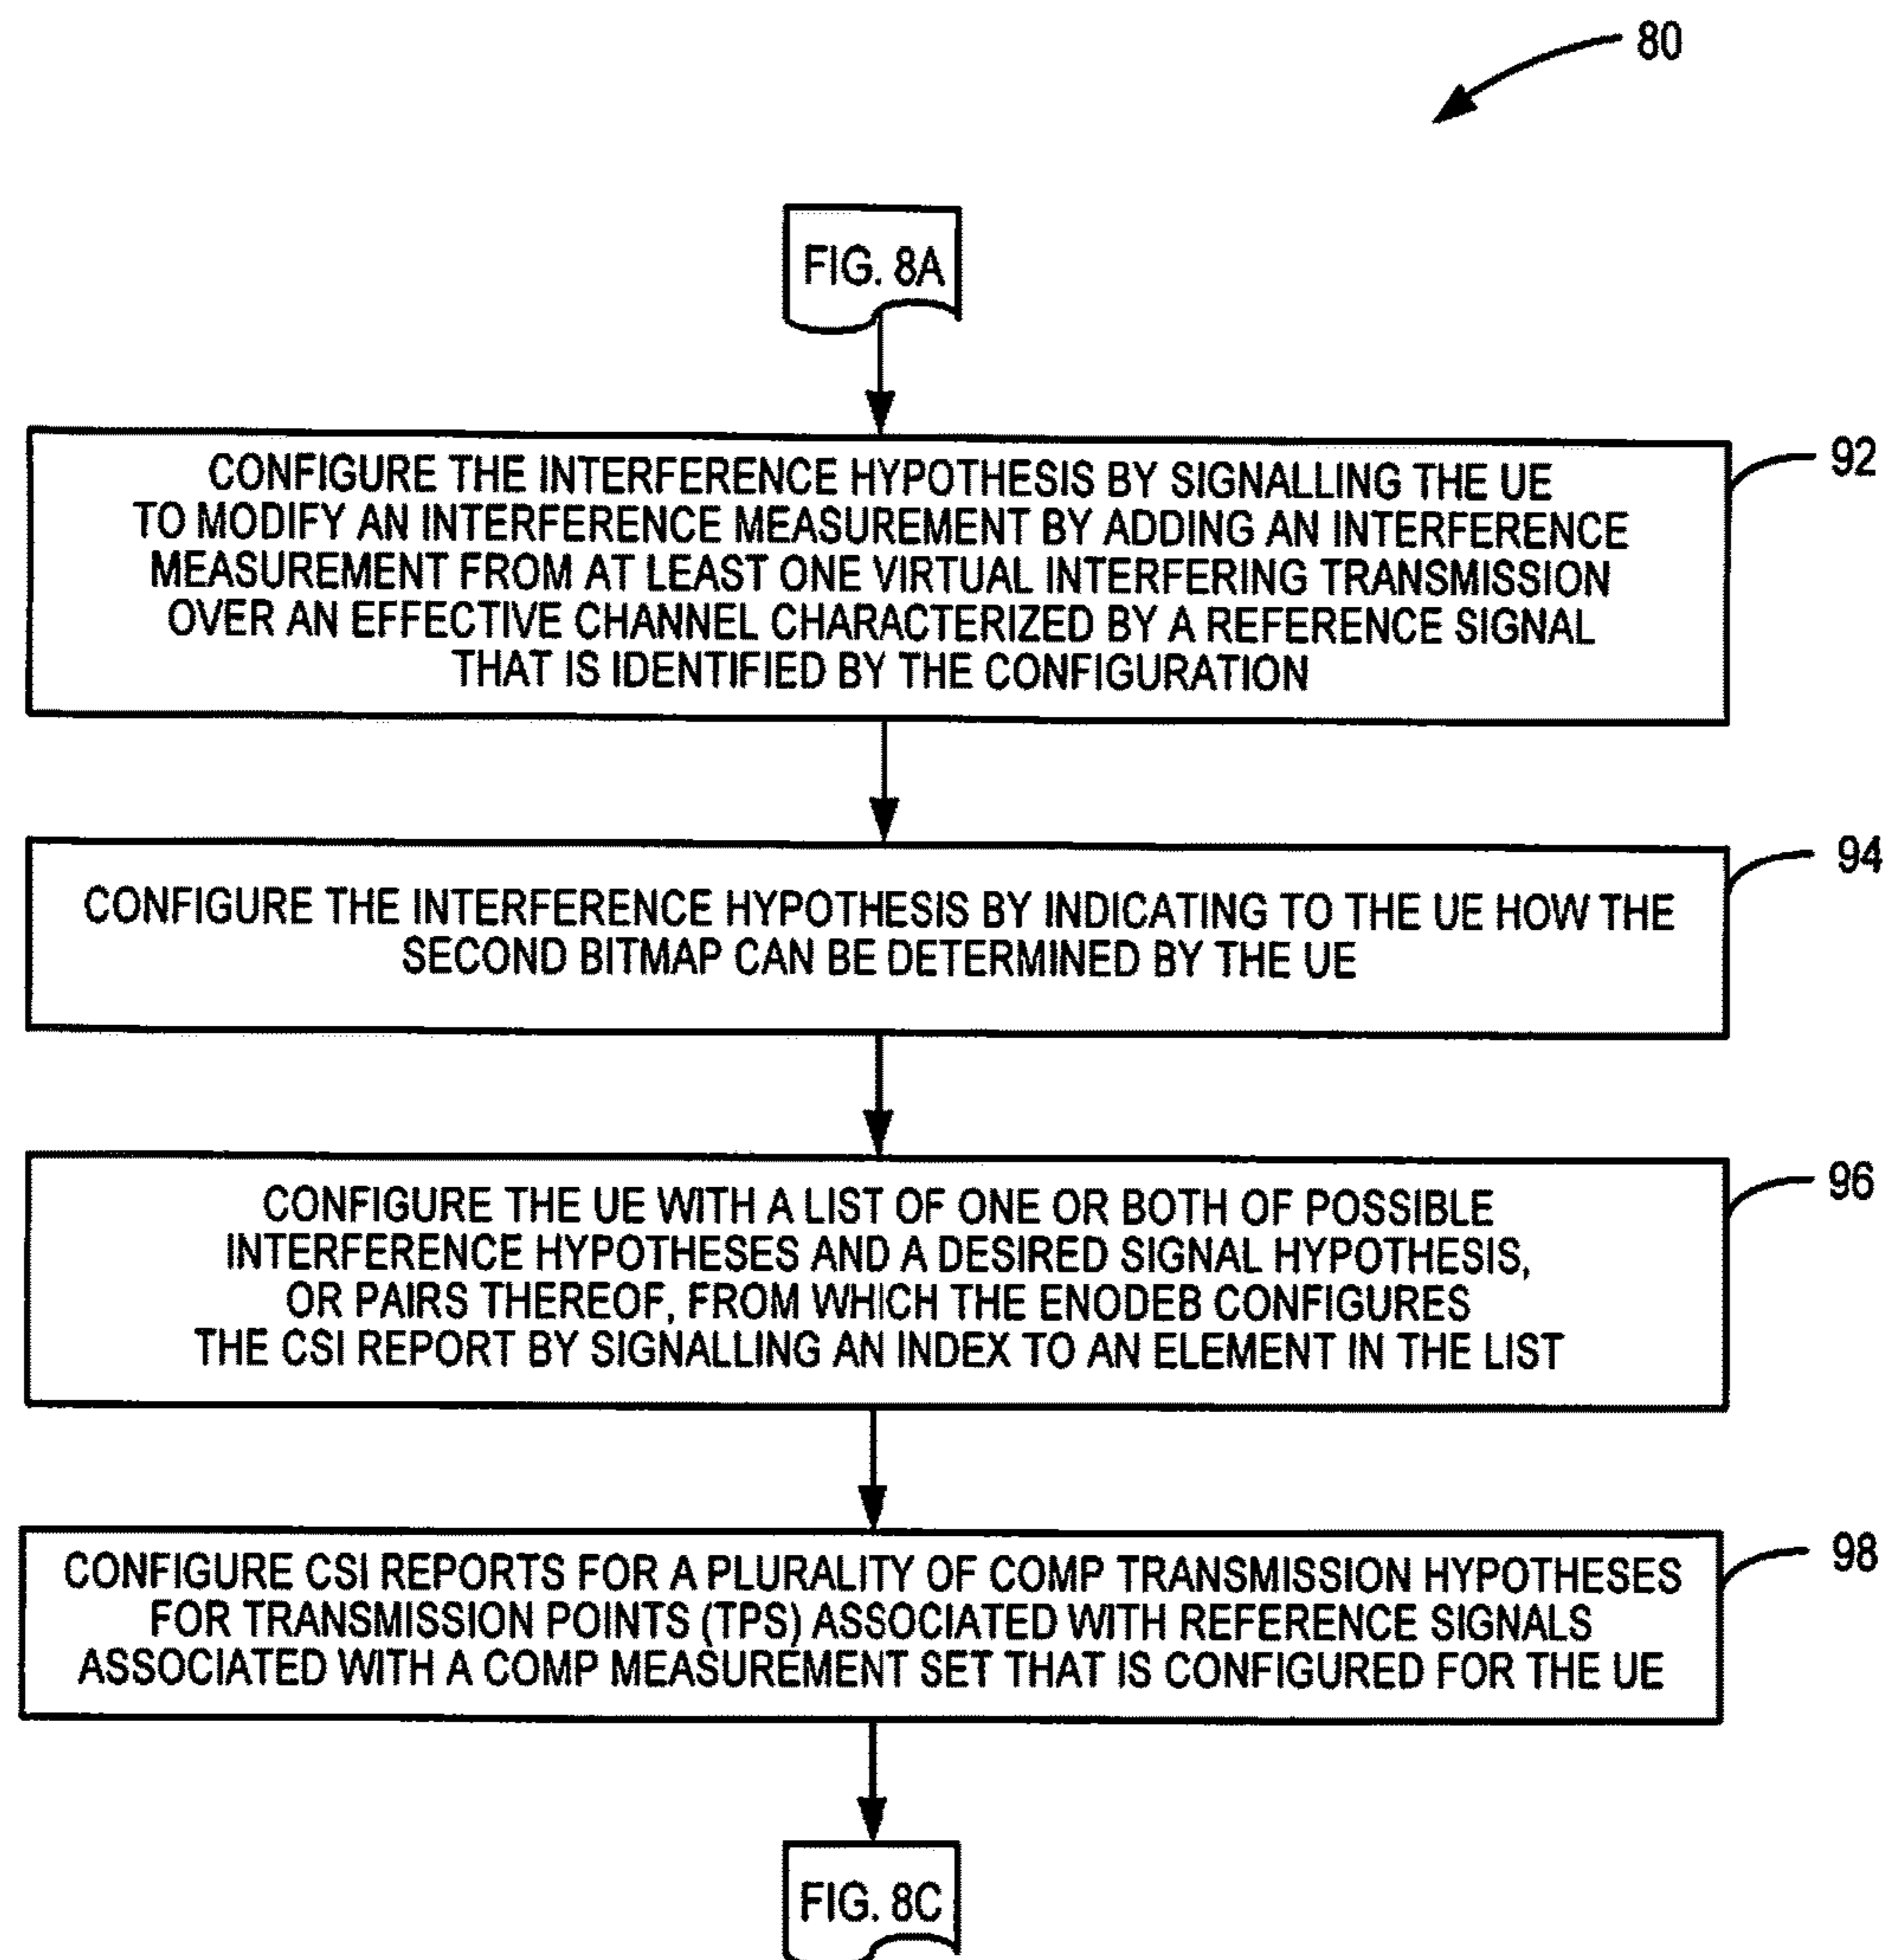 80
FIG. 8A
92
CONFIGURE THE INTERFERENCE HYPOTHESIS BY SIGNALLING THE UE
TO MODIFY AN INTERFERENCE MEASUREMENT BY ADDING AN INTERFERENCE
MEASUREMENT FROM AT LEAST ONE VIRTUAL INTERFERING TRANSMISSION
OVER AN EFFECTIVE CHANNEL CHARACTERIZED BY A REFERENCE SIGNAL
THAT IS IDENTIFIED BY THE CONFIGURATION
94
CONFIGURE THE INTERFERENCE HYPOTHESIS BY INDICATING TO THE UE HOW THE
SECOND BITMAP CAN BE DETERMINED BY THE UE
96
CONFIGURE THE UE WITH A LIST OF ONE OR BOTH OF POSSIBLE
INTERFERENCE HYPOTHESES AND A DESIRED SIGNAL HYPOTHESIS,
OR PAIRS THEREOF, FROM WHICH THE ENODEB CONFIGURES
THE CSI REPORT BY SIGNALLING AN INDEX TO AN ELEMENT IN THE LIST
98
CONFIGURE CSI REPORTS FOR A PLURALITY OF COMP TRANSMISSION HYPOTHESES
FOR TRANSMISSION POINTS (TPS) ASSOCIATED WITH REFERENCE SIGNALS
ASSOCIATED WITH A COMP MEASUREMENT SET THAT IS CONFIGURED FOR THE UE
FIG. 8C